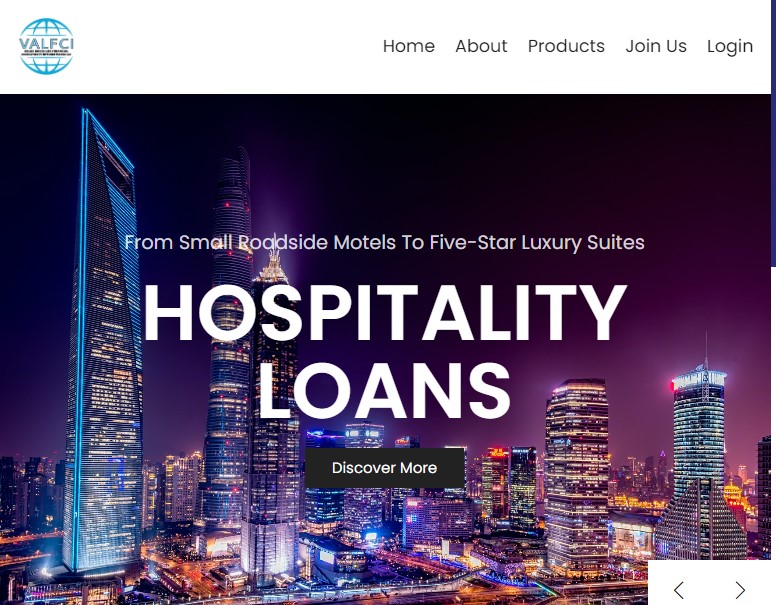 VALFCI
Home About Products Join Us Login
From Small Roadside Motels To Five-Star Luxury Suites
HOSPITALITY
LOANS
Discover More